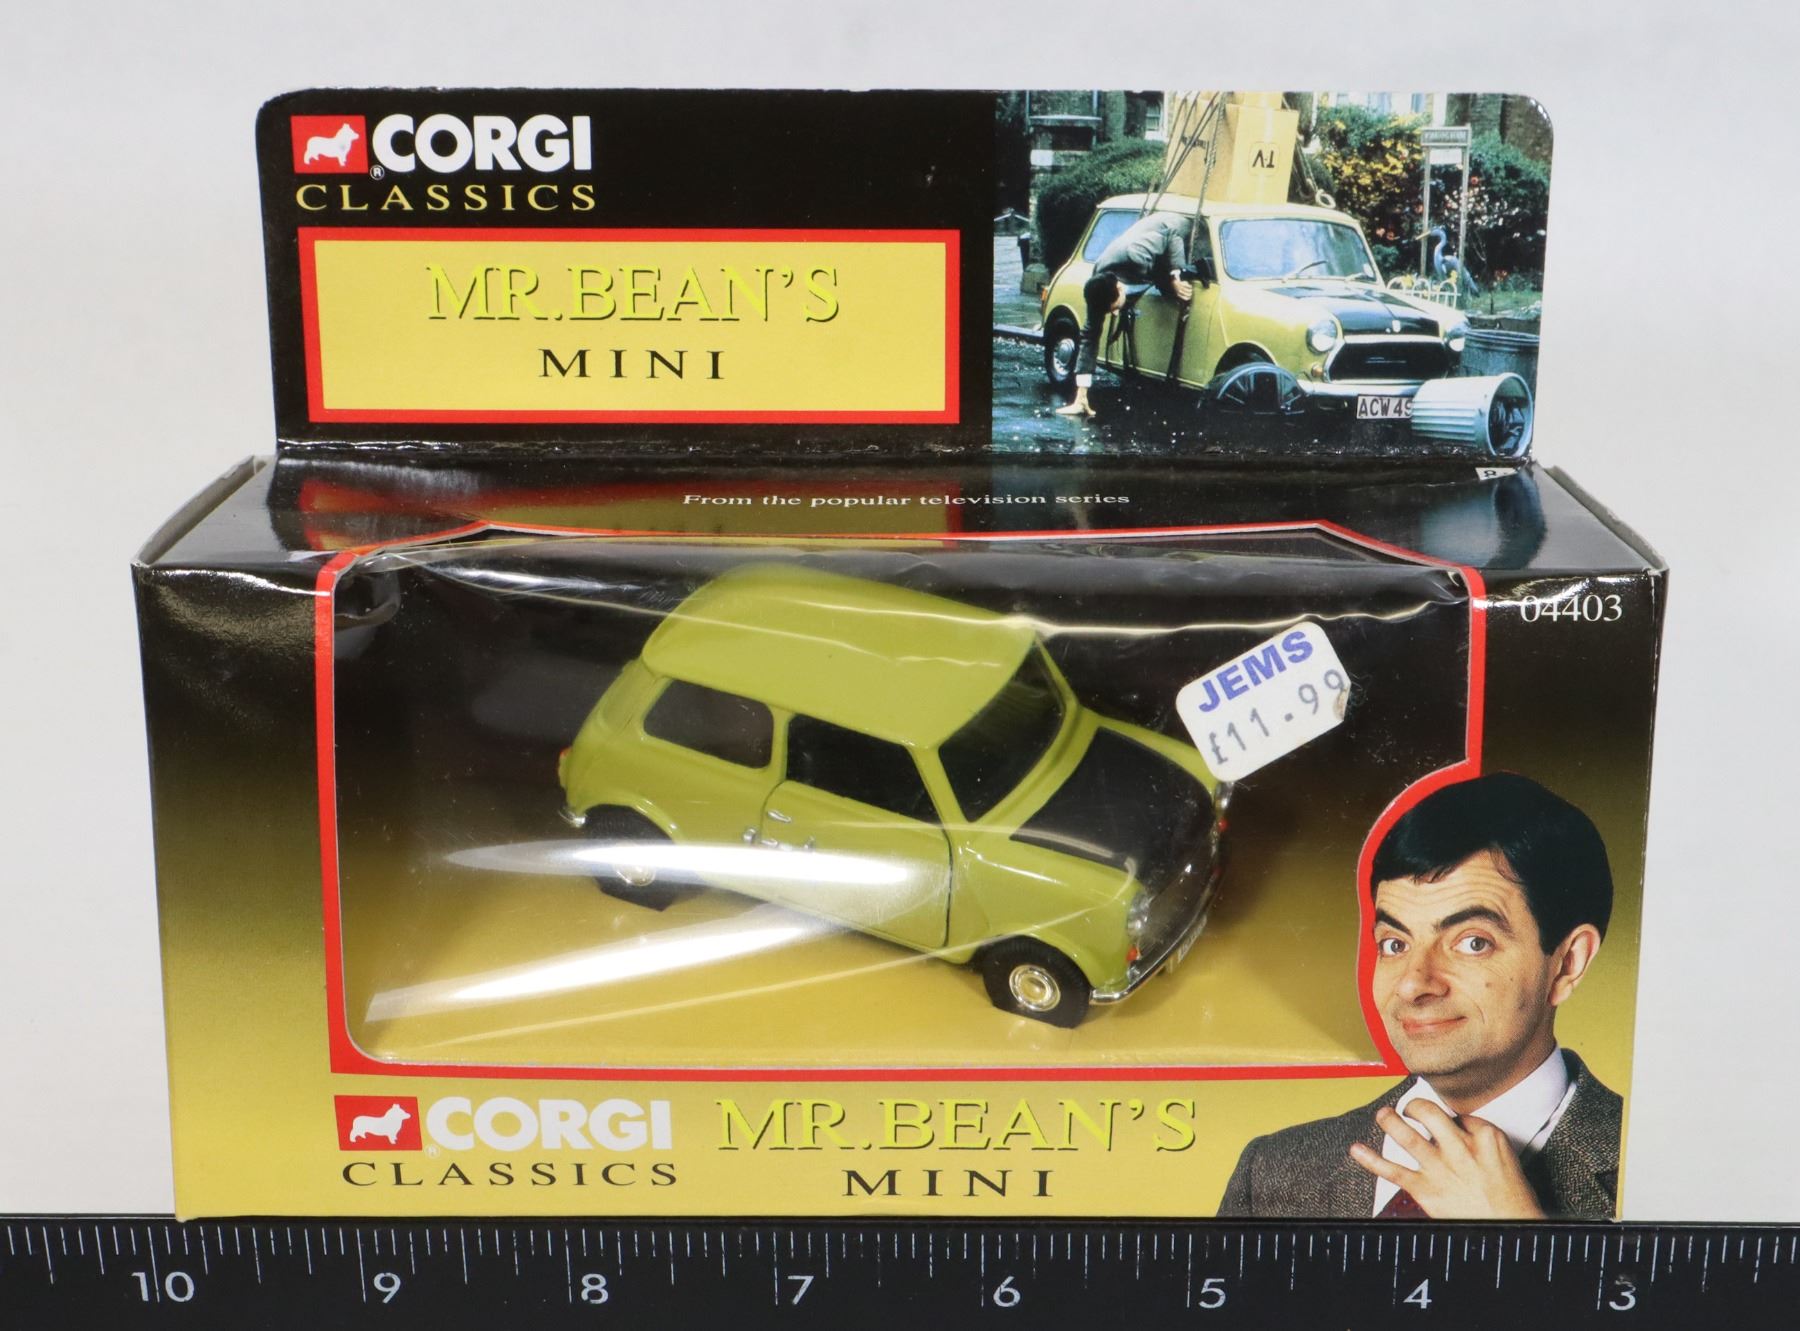 CORGI
®
CLASSICS
MR.BEAN'S
MINI
TV
ACW 49
From the popular television series
04403
JEMS
£11.99
CORGI
®
CLASSICS
MR.BEAN'S
MINI
10 9 8 7 6 5 4 3